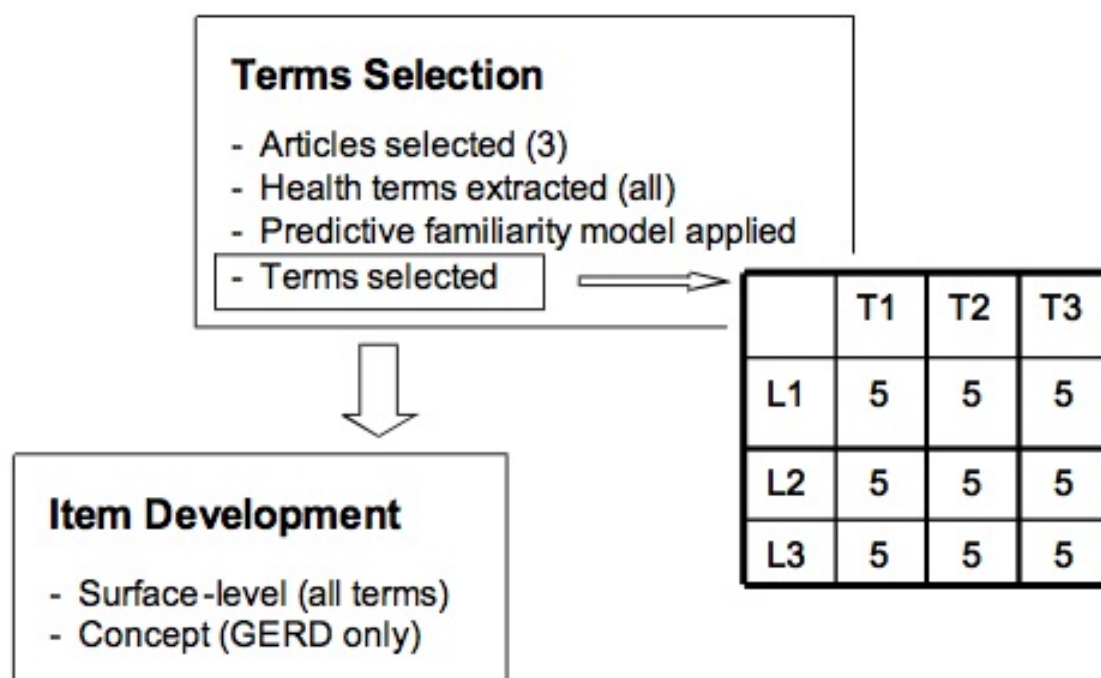 Terms Selection
- Articles selected (3)
- Health terms extracted (all)
- Predictive familiarity model applied
- Terms selected
T1 T2 T3
L1 5 5 5
L2 5 5 5
L3 5 5 5
Item Development
- Surface-level (all terms)
- Concept (GERD only)